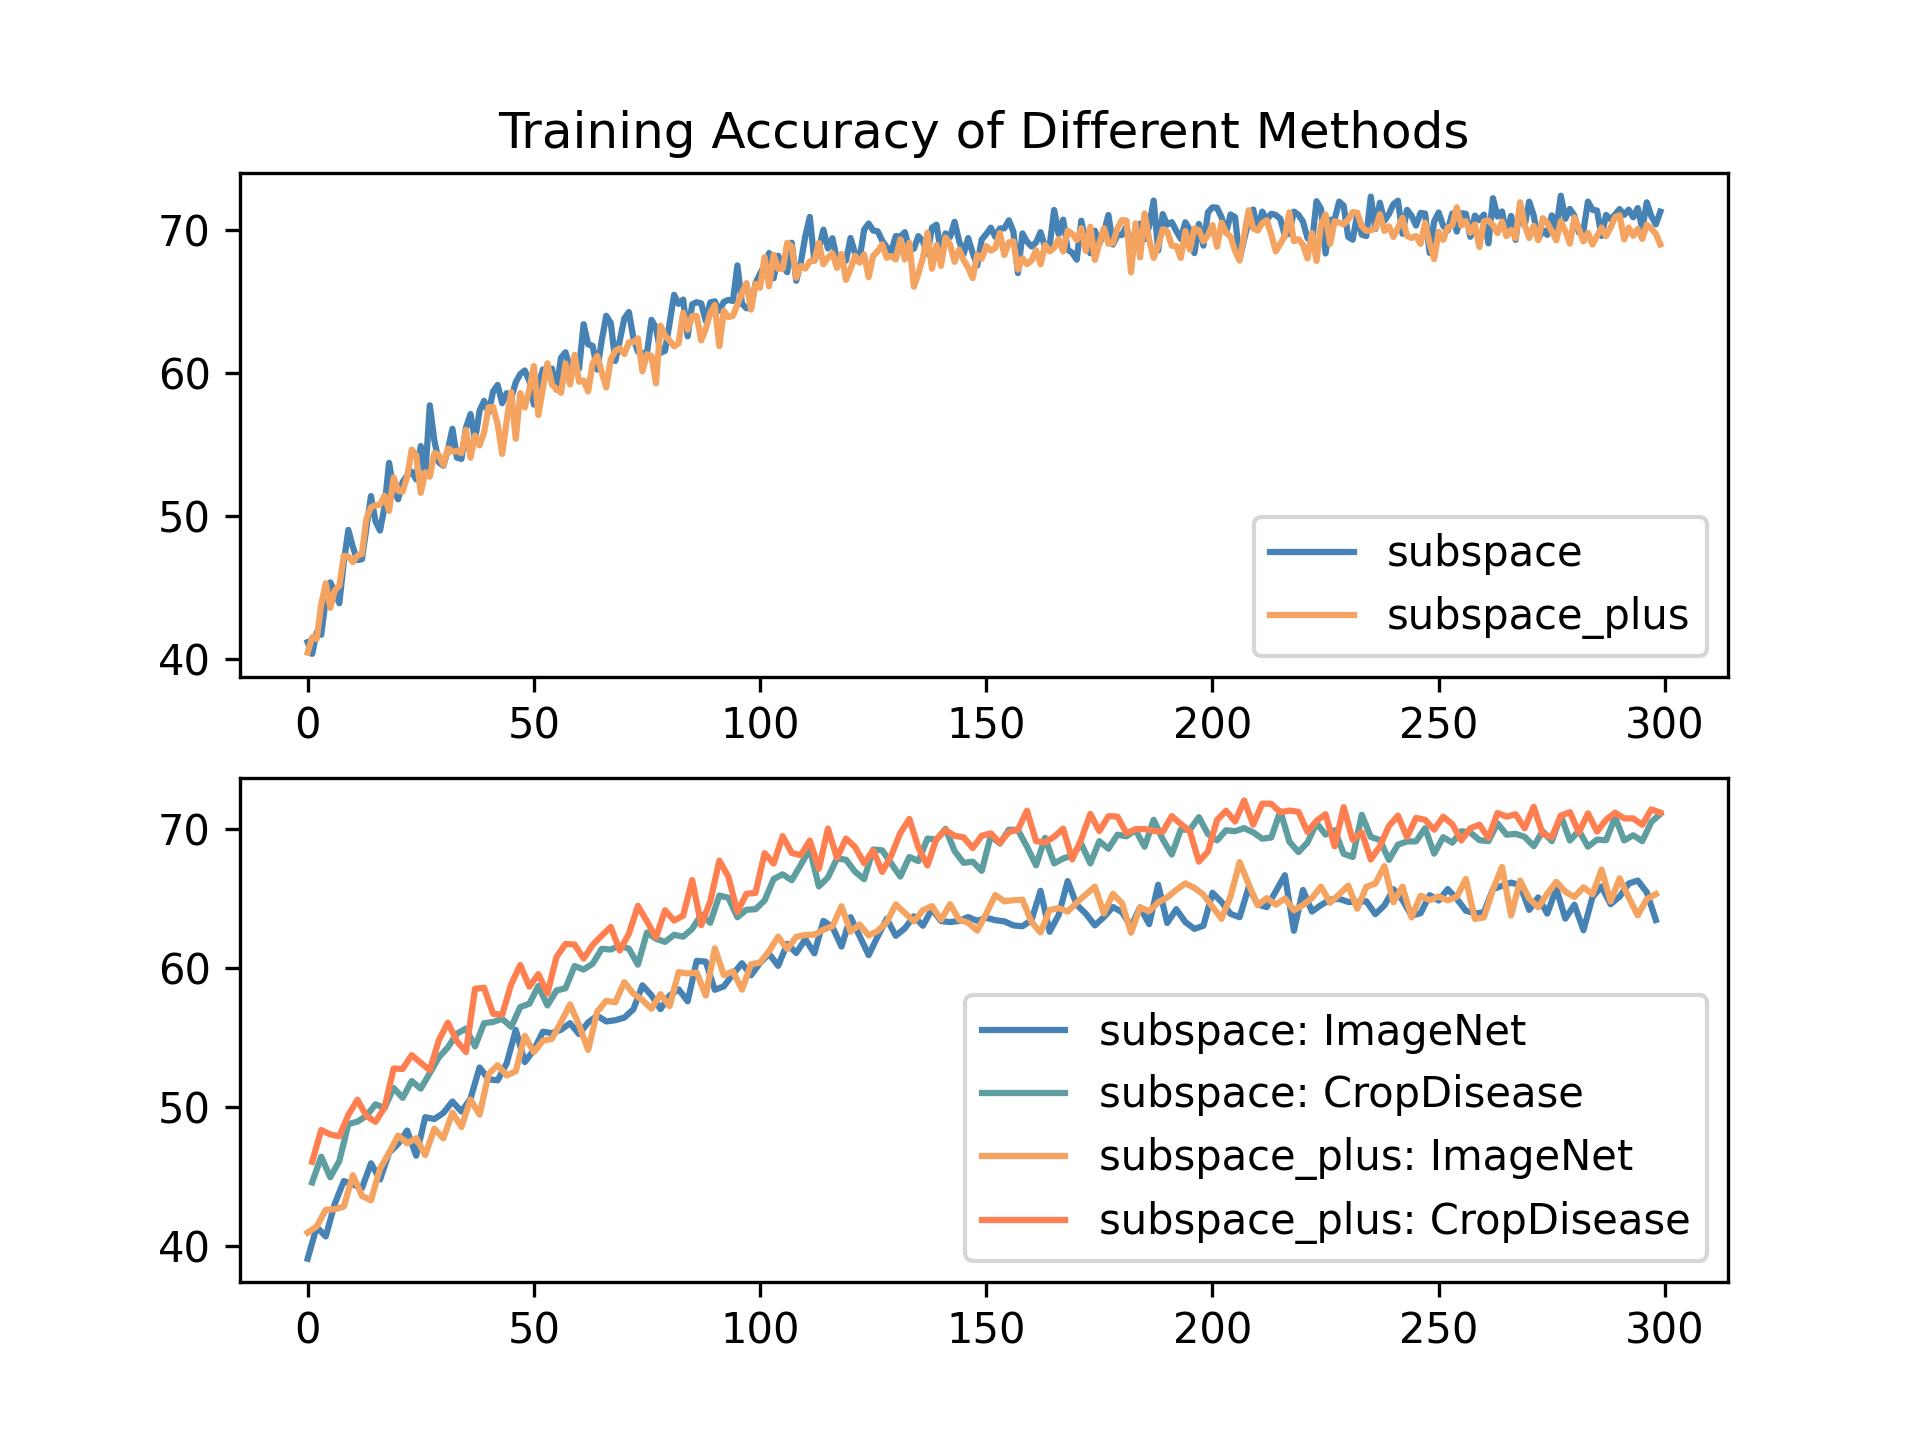 Training Accuracy of Different Methods
70
60
50
40
subspace
subspace_plus
0 50 100 150 200 250 300
70
60
50
40
subspace: ImageNet
subspace: CropDisease
subspace_plus: ImageNet
subspace_plus: CropDisease
0 50 100 150 200 250 300